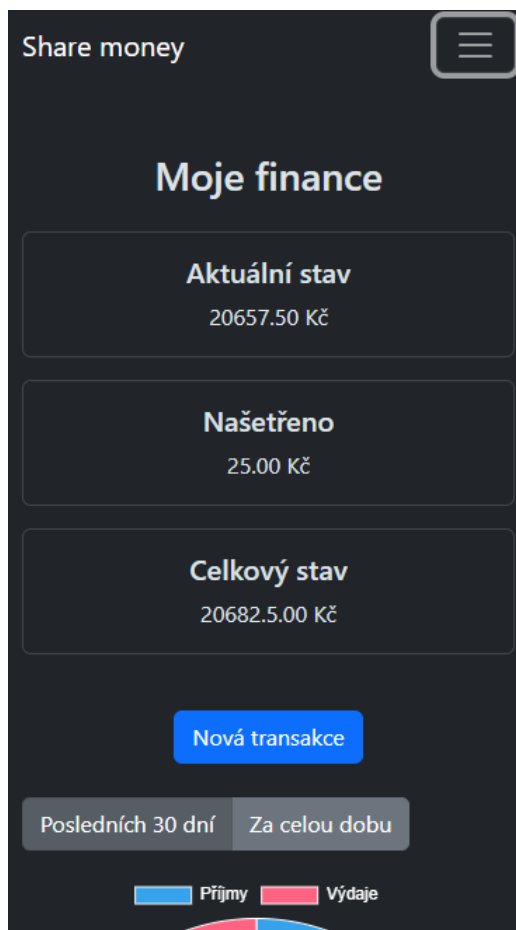 Share money
Moje finance
Aktuální stav
20657.50 Kč
Našetřeno
25.00 Kč
Celkový stav
20682.5.00 Kč
Nová transakce
Posledních 30 dní Za celou dobu
Příjmy Výdaje